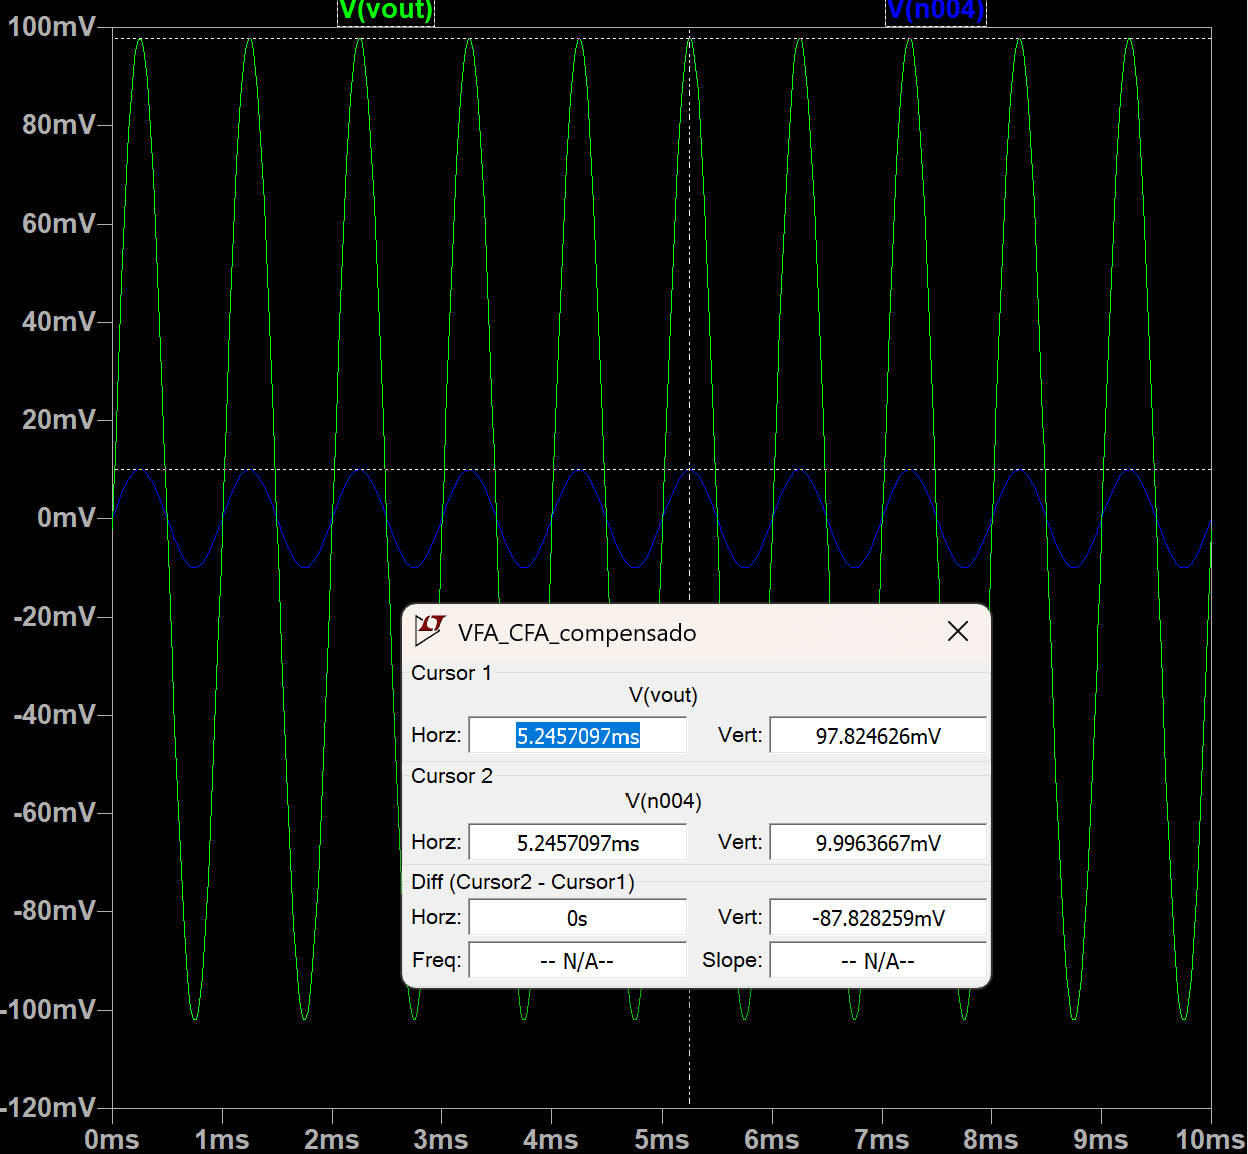 V(vout) V(n004)
100mV
80mV
60mV
40mV
20mV
0mV
-20mV
-40mV
-60mV
-80mV
-100mV
-120mV
0ms 1ms 2ms 3ms 4ms 5ms 6ms 7ms 8ms 9ms 10ms
VFA_CFA_compensado
Cursor 1
V(vout)
Horz: 5.2457097ms Vert: 97.824626mV
Cursor 2
V(n004)
Horz: 5.2457097ms Vert: 9.9963667mV
Diff (Cursor2 - Cursor1)
Horz: 0s Vert: -87.828259mV
Freq: -- N/A-- Slope: -- N/A--